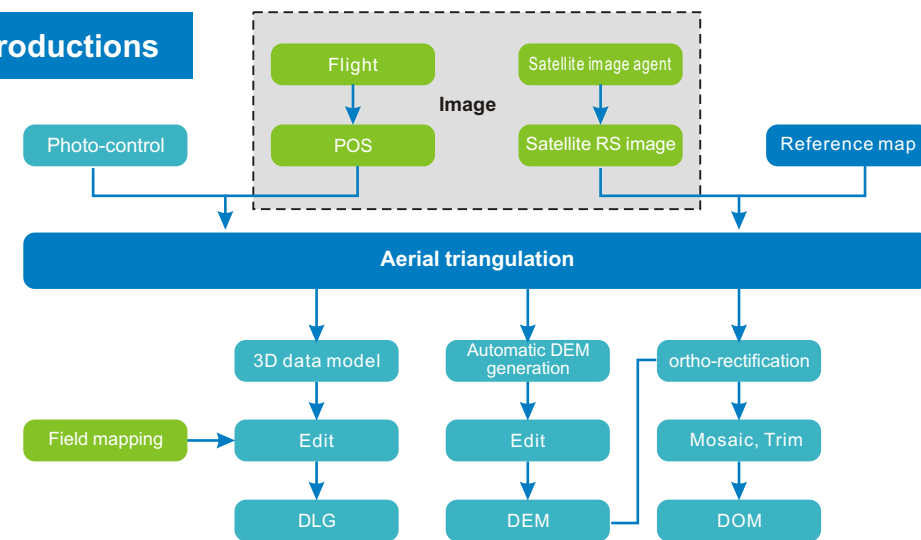 roductions
Flight
Satellite image agent
Image
Photo-control
POS
Satellite RS image
Reference map
Aerial triangulation
3D data model
Automatic DEM
generation
ortho-rectification
Field mapping
Edit
Edit
Mosaic, Trim
DLG
DEM
DOM